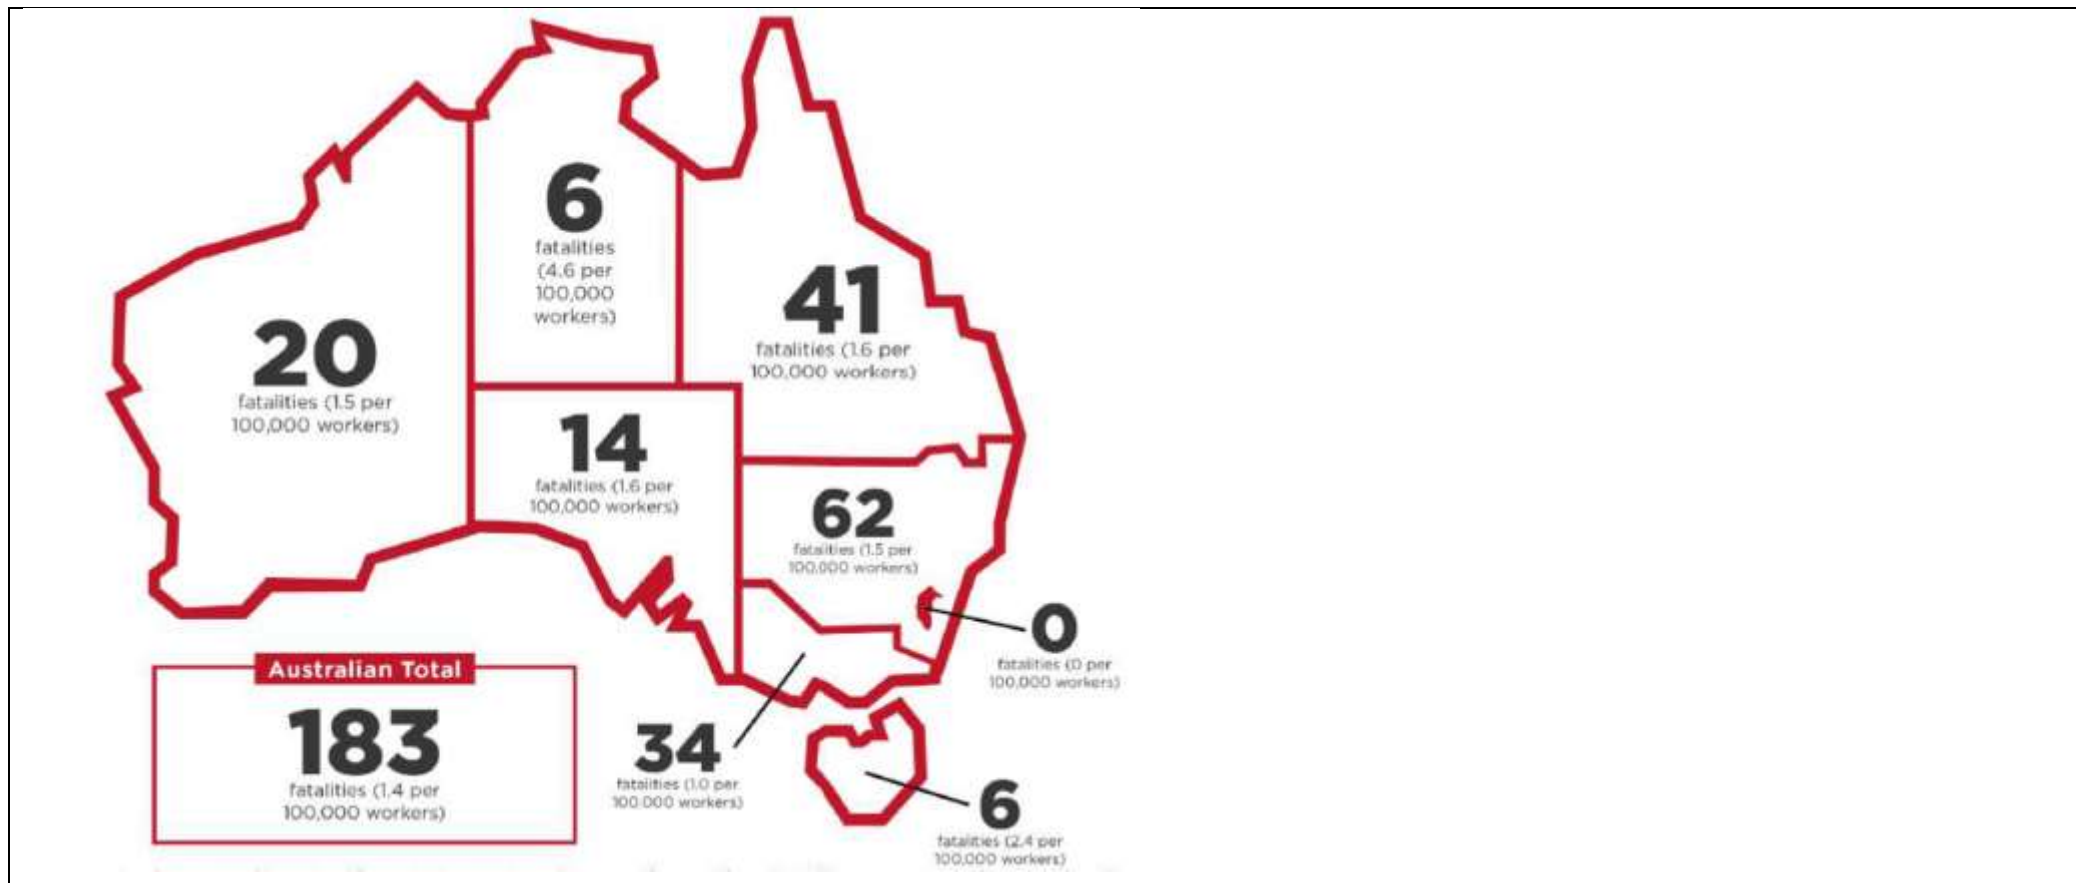 6
fatalities
(4.6 per
100,000
workers)
41
fatalities (1.6 per
100,000 workers)
20
fatalities (1.5 per
100,000 workers)
14
fatalities (1.6 per
100,000 workers)
62
fatalities (1.5 per
100,000 workers)
0
fatalities (0 per
100,000 workers)
Australian Total
183
fatalities (1.4 per
100,000 workers)
34
fatalities (1.0 per
100,000 workers)
6
fatalities (2.4 per
100,000 workers)